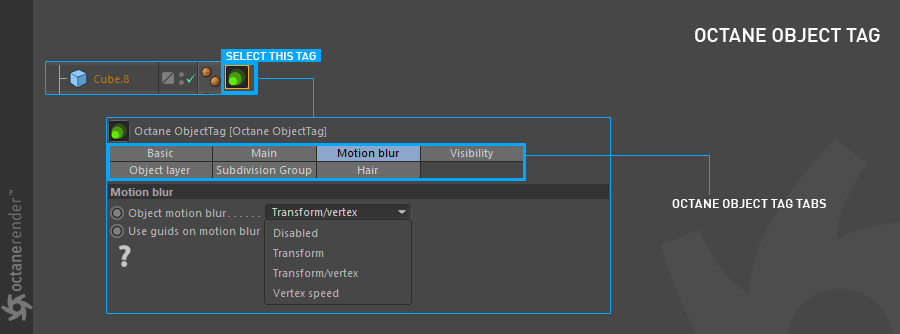 OCTANE OBJECT TAG
SELECT THIS TAG
Cube.8
Octane ObjectTag [Octane ObjectTag]
Basic Main Motion blur Visibility
Object layer Subdivision Group Hair
Motion blur
Object motion blur...... Transform/vertex
Use guids on motion blur
Disabled
Transform
Transform/vertex
Vertex speed
?
OCTANE OBJECT TAG TABS
octanerender™